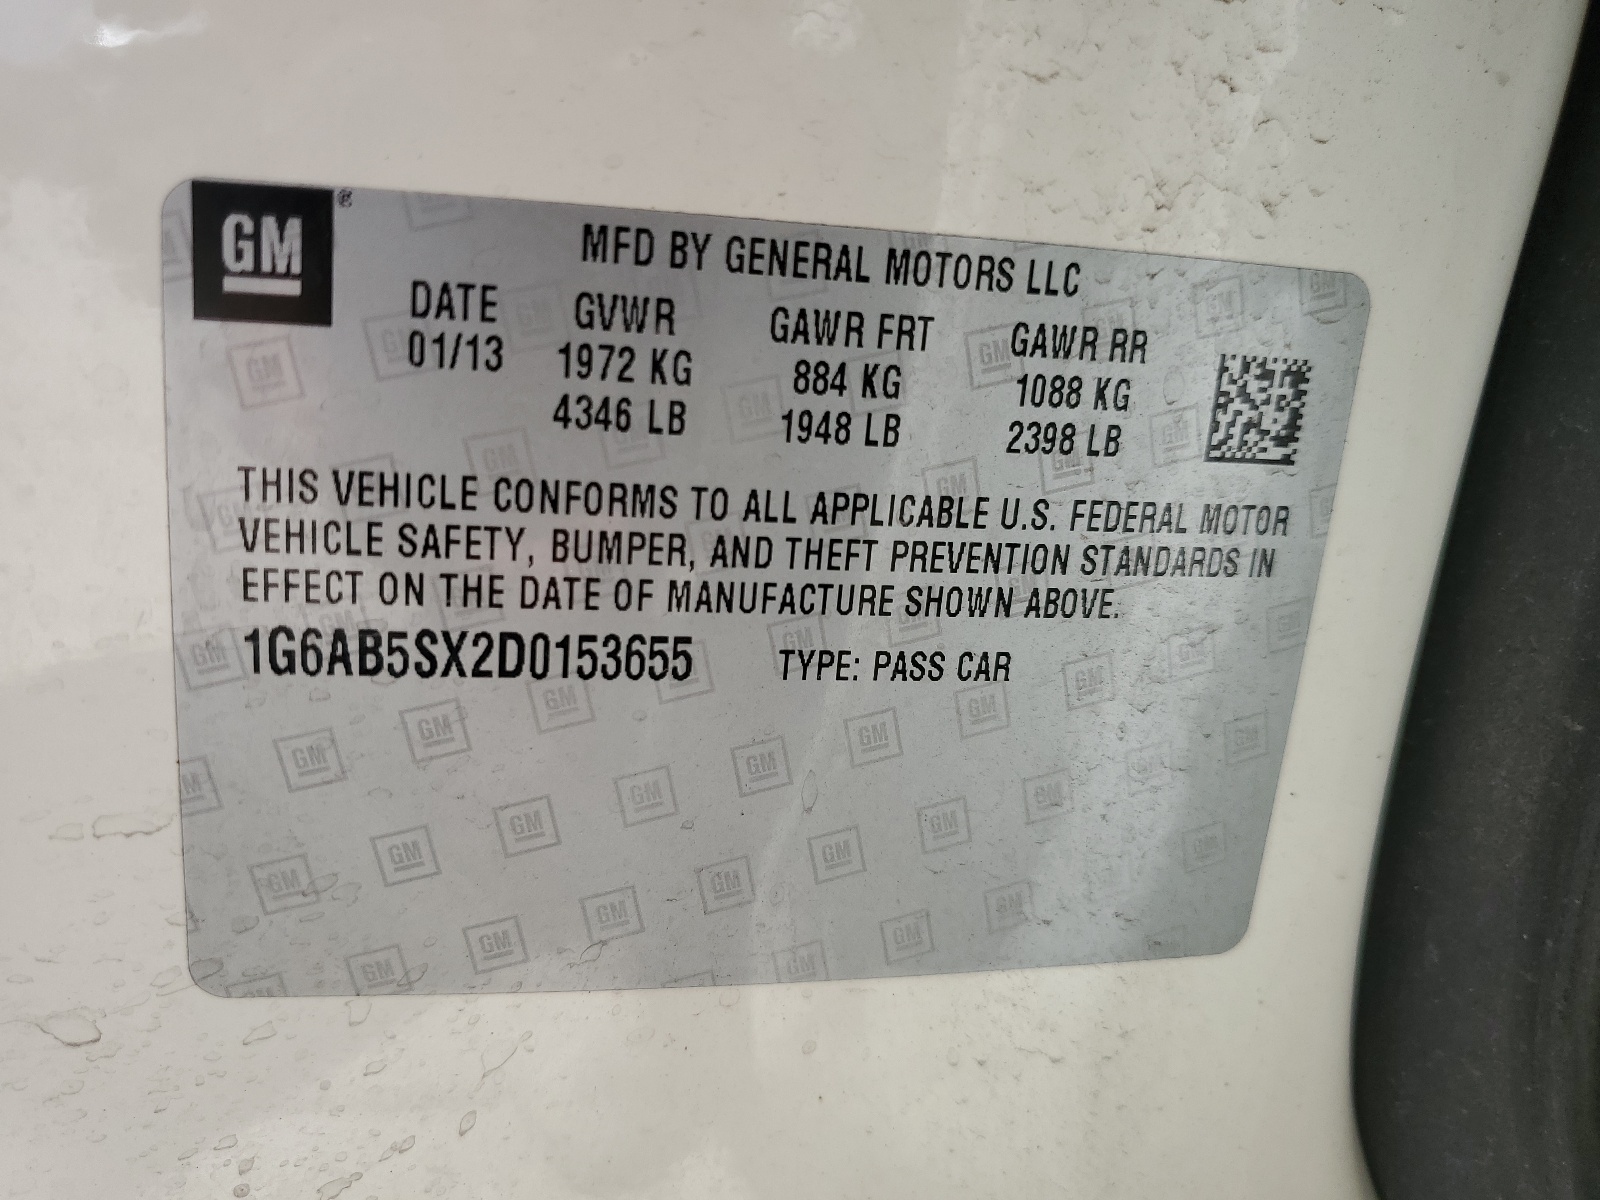 GM ®
MFD BY GENERAL MOTORS LLC
DATE GVWR GAWR FRT GAWR RR
01/13 1972 KG 884 KG 1088 KG
4346 LB 1948 LB 2398 LB
THIS VEHICLE CONFORMS TO ALL APPLICABLE U.S. FEDERAL MOTOR
VEHICLE SAFETY, BUMPER, AND THEFT PREVENTION STANDARDS IN
EFFECT ON THE DATE OF MANUFACTURE SHOWN ABOVE.
1G6AB5SX2D0153655 TYPE: PASS CAR